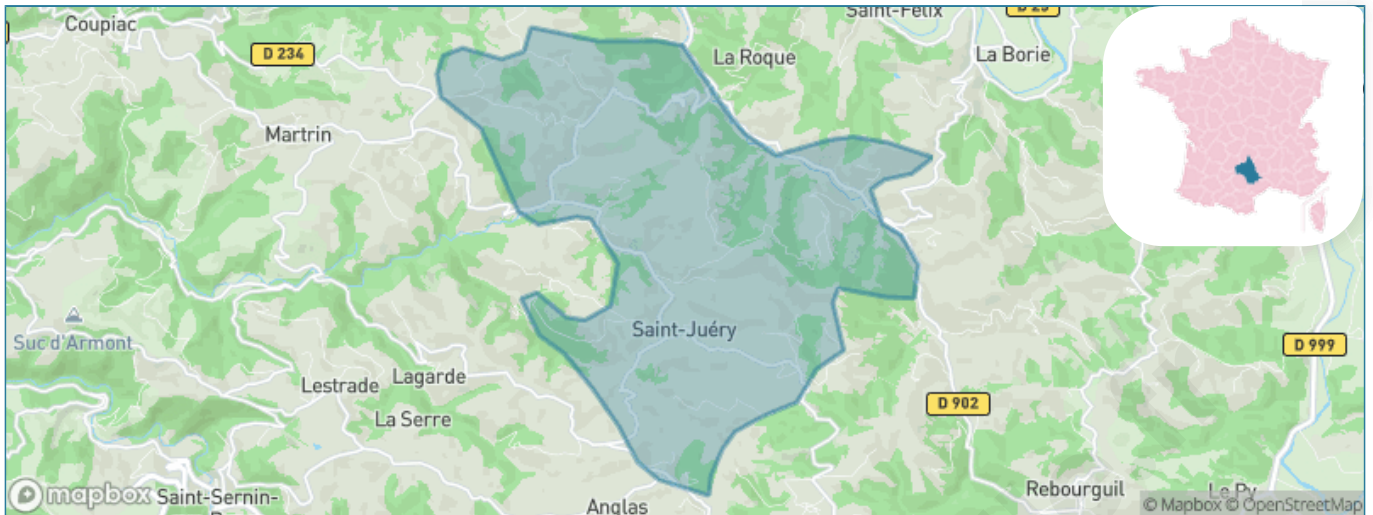 Coupiac
Saint-Félix
D 25
D 234
La Roque
La Borie
Martrin
Saint-Juéry
Suc d'Armont
D 999
Lestrade
Lagarde
La Serre
D 902
mapbox
Saint-Sernin-
Anglas
Rebourguil
Le Py
© Mapbox © OpenStreetMap